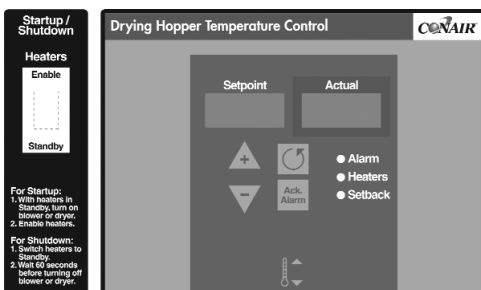 Startup /
Shutdown
Heaters
Enable
Standby
For Startup:
1. With heaters in
Standby, turn on
blower or dryer.
2. Enable heaters.
For Shutdown:
1. Switch heaters to
Standby.
2. Wait 60 seconds
before turning off
blower or dryer.
Drying Hopper Temperature Control
CONAIR
Setpoint
Actual
+
-
Ack.
Alarm
Alarm
Heaters
Setback